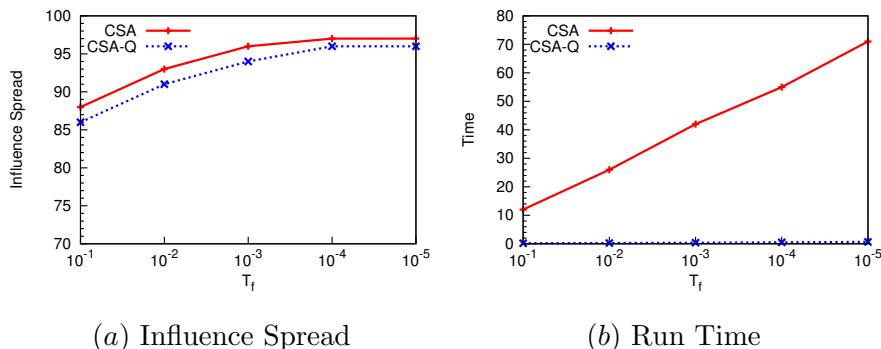 100
95
90
85
80
75
70
Influence Spread
CSA
CSA-Q
10^-1
10^-2
10^-3
10^-4
10^-5
T_f
(a) Influence Spread
80
70
60
50
40
30
20
10
0
Time
CSA
CSA-Q
10^-1
10^-2
10^-3
10^-4
10^-5
T_f
(b) Run Time